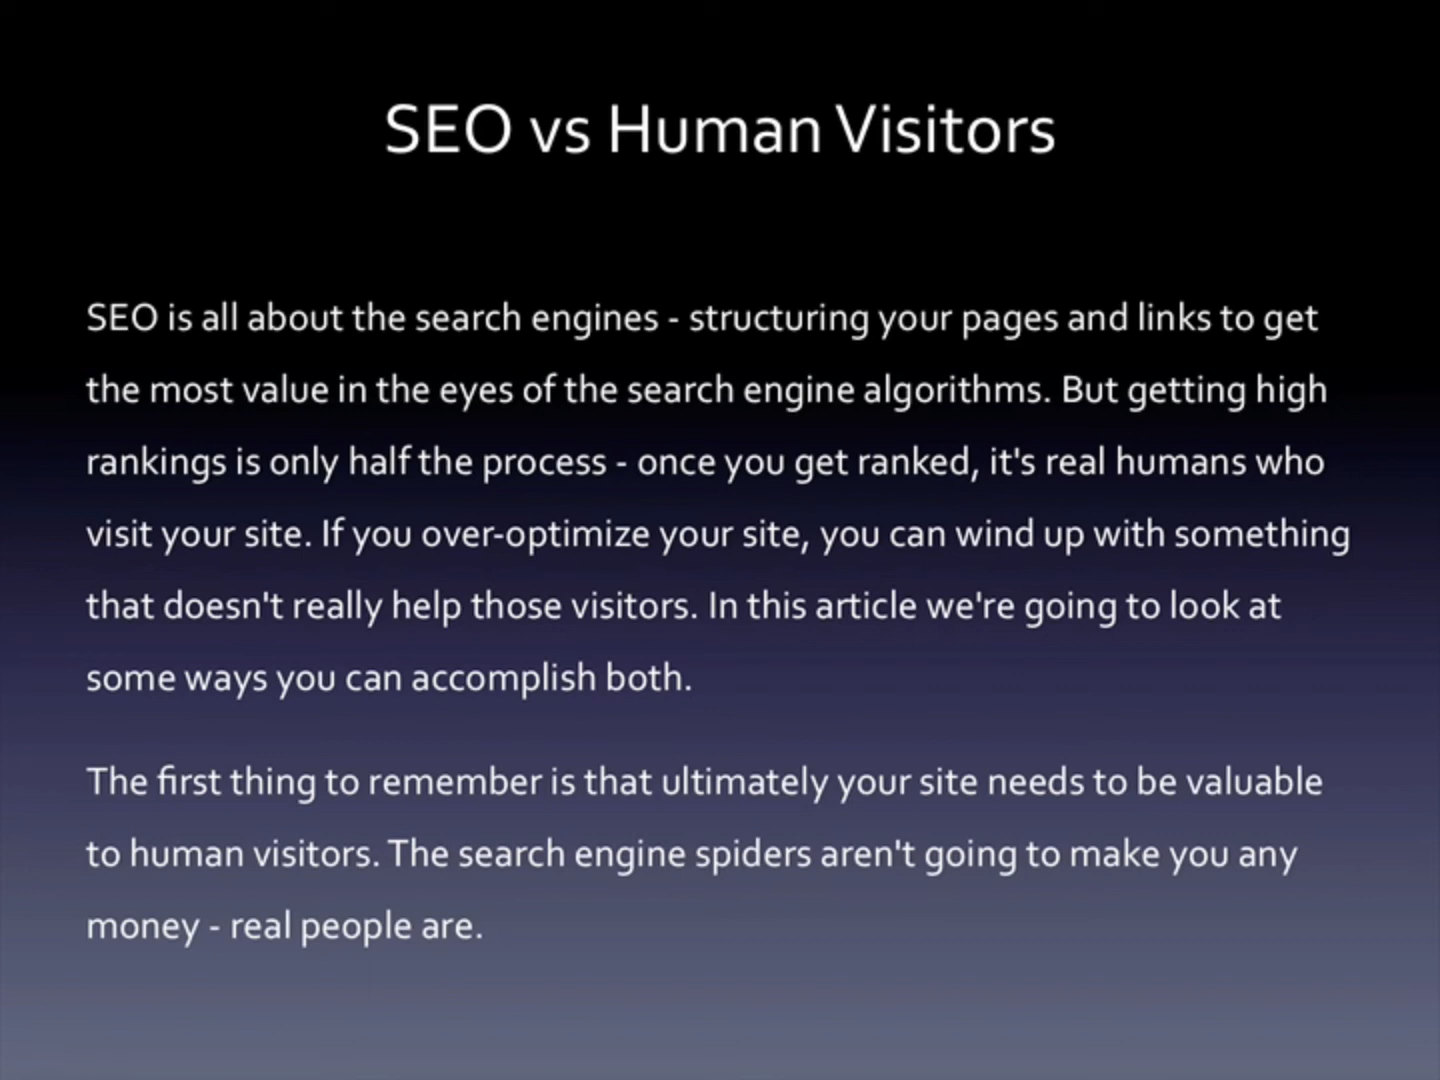 SEO vs Human Visitors
SEO is all about the search engines - structuring your pages and links to get
the most value in the eyes of the search engine algorithms. But getting high
rankings is only half the process - once you get ranked, it's real humans who
visit your site. If you over-optimize your site, you can wind up with something
that doesn't really help those visitors. In this article we're going to look at
some ways you can accomplish both.
The first thing to remember is that ultimately your site needs to be valuable
to human visitors. The search engine spiders aren't going to make you any
money - real people are.